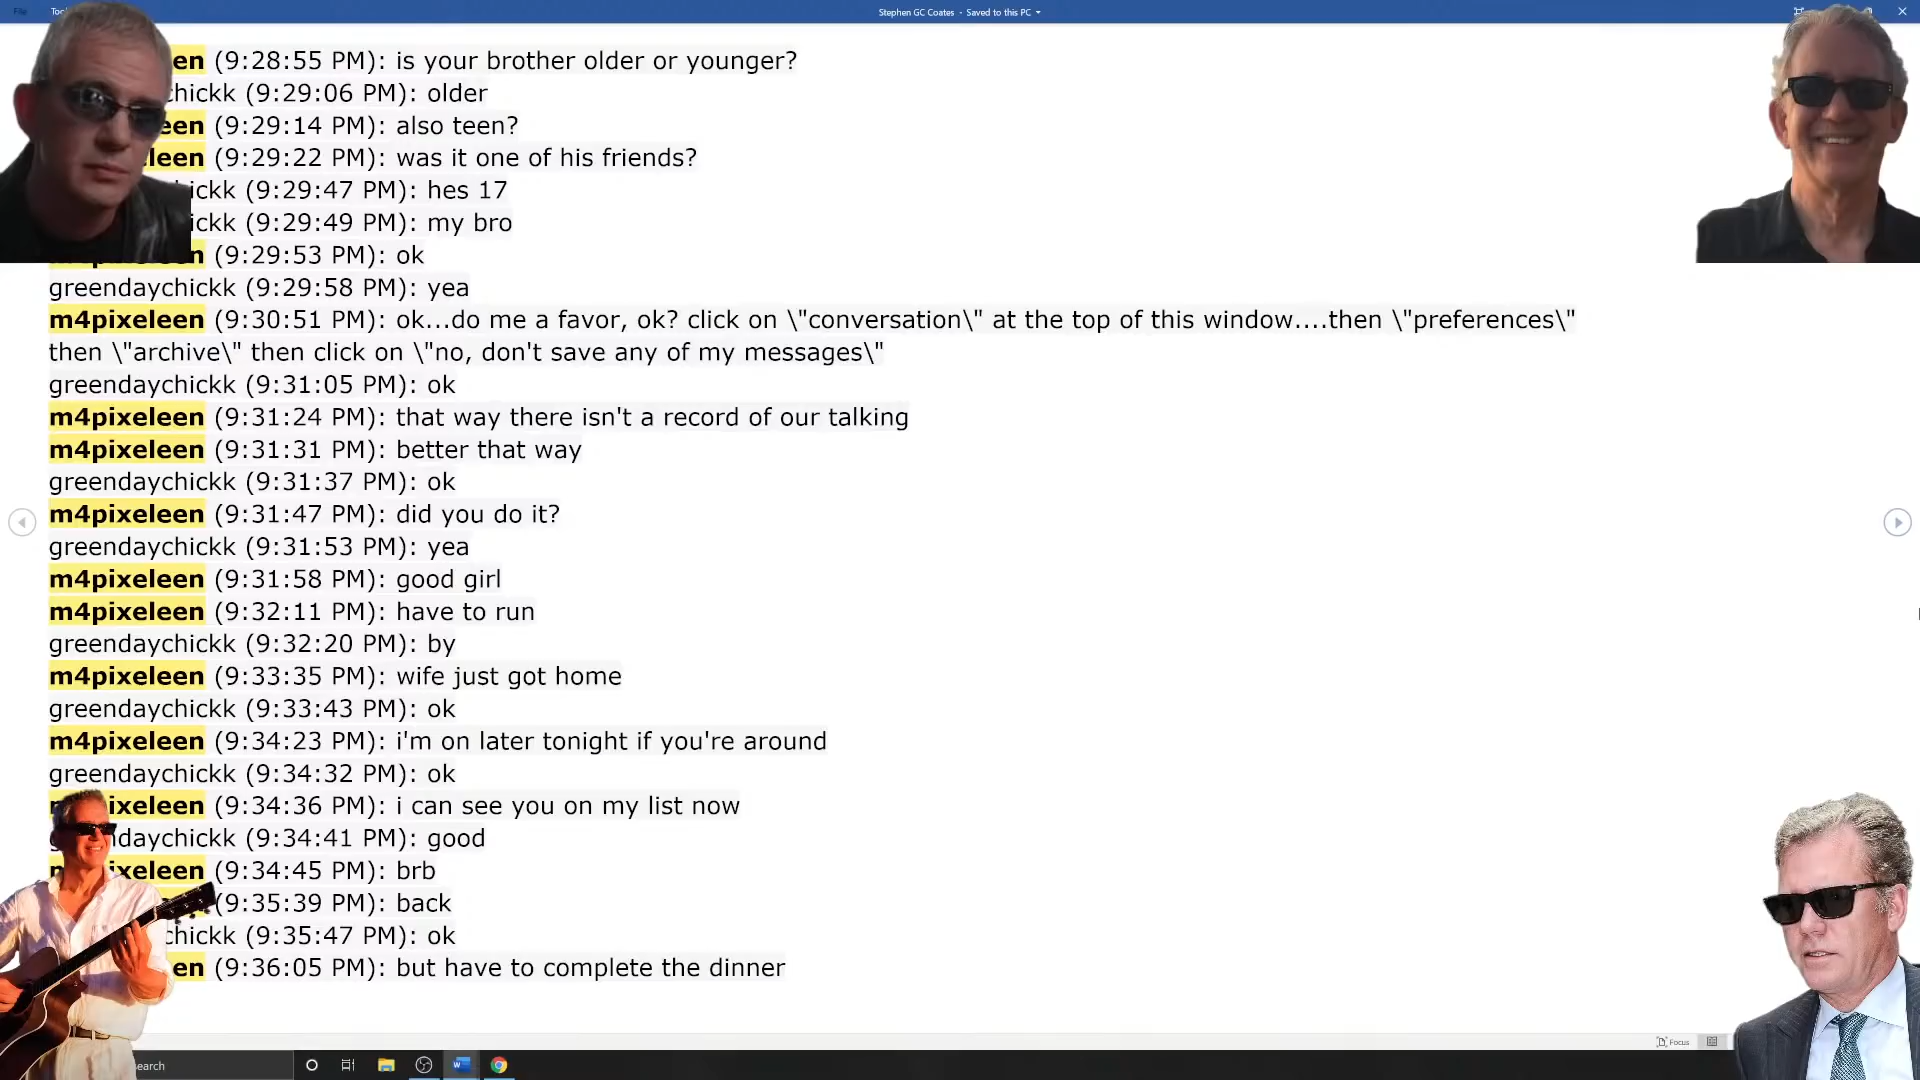 File
Stephen GC Coates - Saved to this PC
en (9:28:55 PM): is your brother older or younger?
chickk (9:29:06 PM): older
een (9:29:14 PM): also teen?
leen (9:29:22 PM): was it one of his friends?
ickk (9:29:47 PM): hes 17
ickk (9:29:49 PM): my bro
(9:29:53 PM): ok
greendaychickk (9:29:58 PM): yea
m4pixeleen (9:30:51 PM): ok...do me a favor, ok? click on \"conversation\" at the top of this window....then \"preferences\"
then \"archive\" then click on \"no, don't save any of my messages\"
greendaychickk (9:31:05 PM): ok
m4pixeleen (9:31:24 PM): that way there isn't a record of our talking
m4pixeleen (9:31:31 PM): better that way
greendaychickk (9:31:37 PM): ok
m4pixeleen (9:31:47 PM): did you do it?
greendaychickk (9:31:53 PM): yea
m4pixeleen (9:31:58 PM): good girl
m4pixeleen (9:32:11 PM): have to run
greendaychickk (9:32:20 PM): by
m4pixeleen (9:33:35 PM): wife just got home
greendaychickk (9:33:43 PM): ok
m4pixeleen (9:34:23 PM): i'm on later tonight if you're around
greendaychickk (9:34:32 PM): ok
ixeleen (9:34:36 PM): i can see you on my list now
ndaychickk (9:34:41 PM): good
ixeleen (9:34:45 PM): brb
(9:35:39 PM): back
chickk (9:35:47 PM): ok
en (9:36:05 PM): but have to complete the dinner
Focus
earch